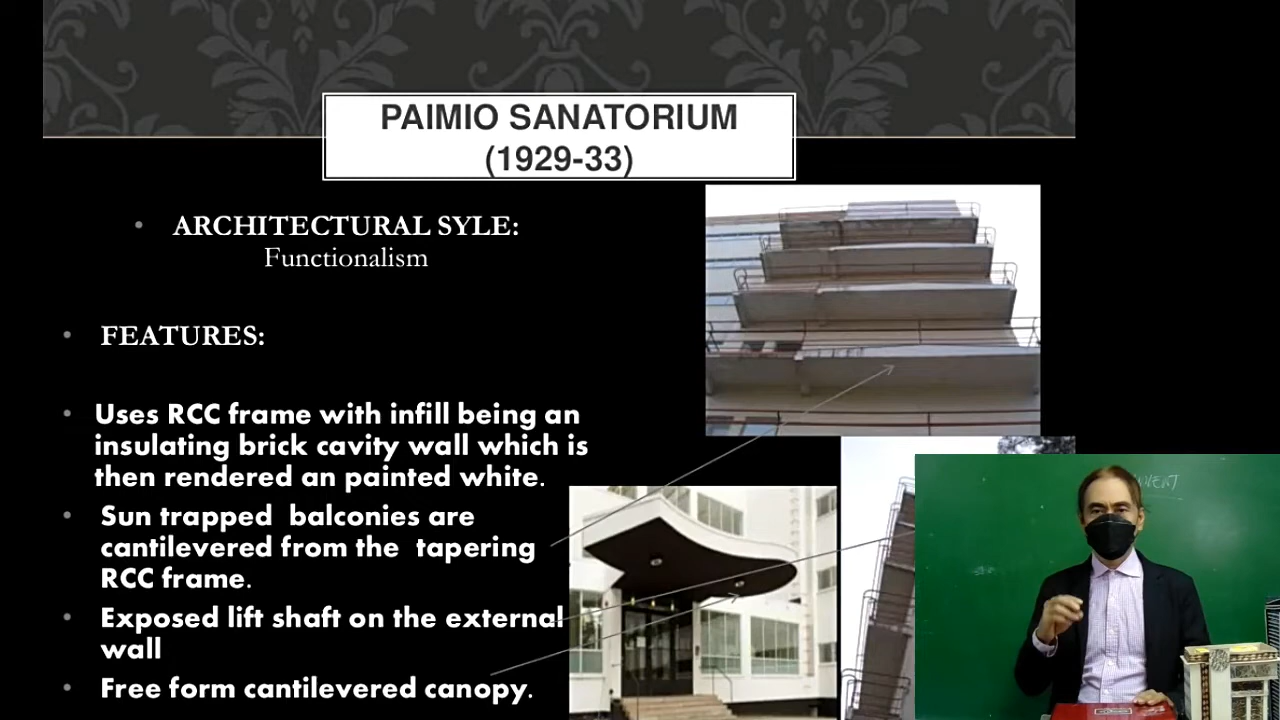 PAIMIO SANATORIUM
(1929-33)
• ARCHITECTURAL SYLE:
Functionalism
• FEATURES:
• Uses RCC frame with infill being an
insulating brick cavity wall which is
then rendered an painted white.
• Sun trapped balconies are
cantilevered from the tapering
RCC frame.
• Exposed lift shaft on the external
wall
• Free form cantilevered canopy.